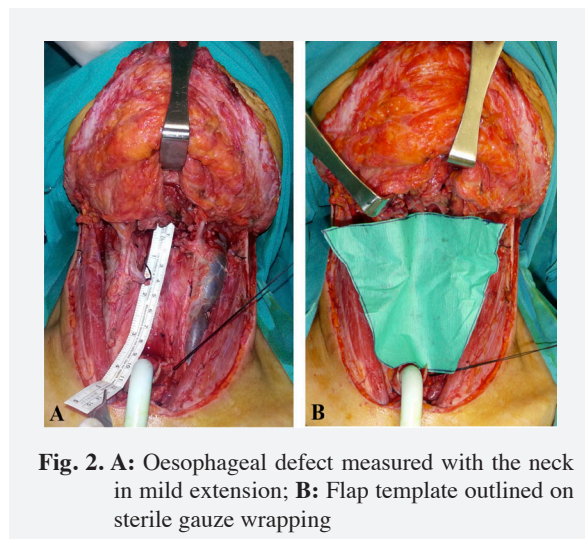 A
B
Fig. 2. A: Oesophageal defect measured with the neck
in mild extension; B: Flap template outlined on
sterile gauze wrapping